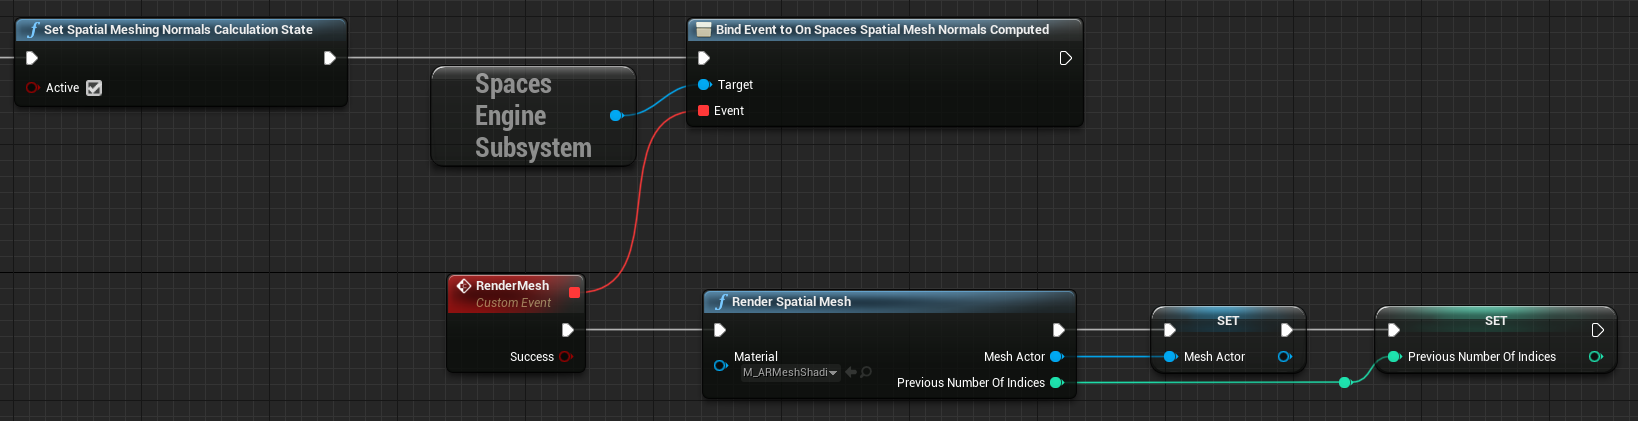 Set Spatial Meshing Normals Calculation State
Active
Spaces
Engine
Subsystem
Bind Event to On Spaces Spatial Mesh Normals Computed
Target
Event
RenderMesh
Custom Event
Success
Render Spatial Mesh
Material
M_ARMeshShadi
Mesh Actor
Previous Number Of Indices
SET
Mesh Actor
SET
Previous Number Of Indices